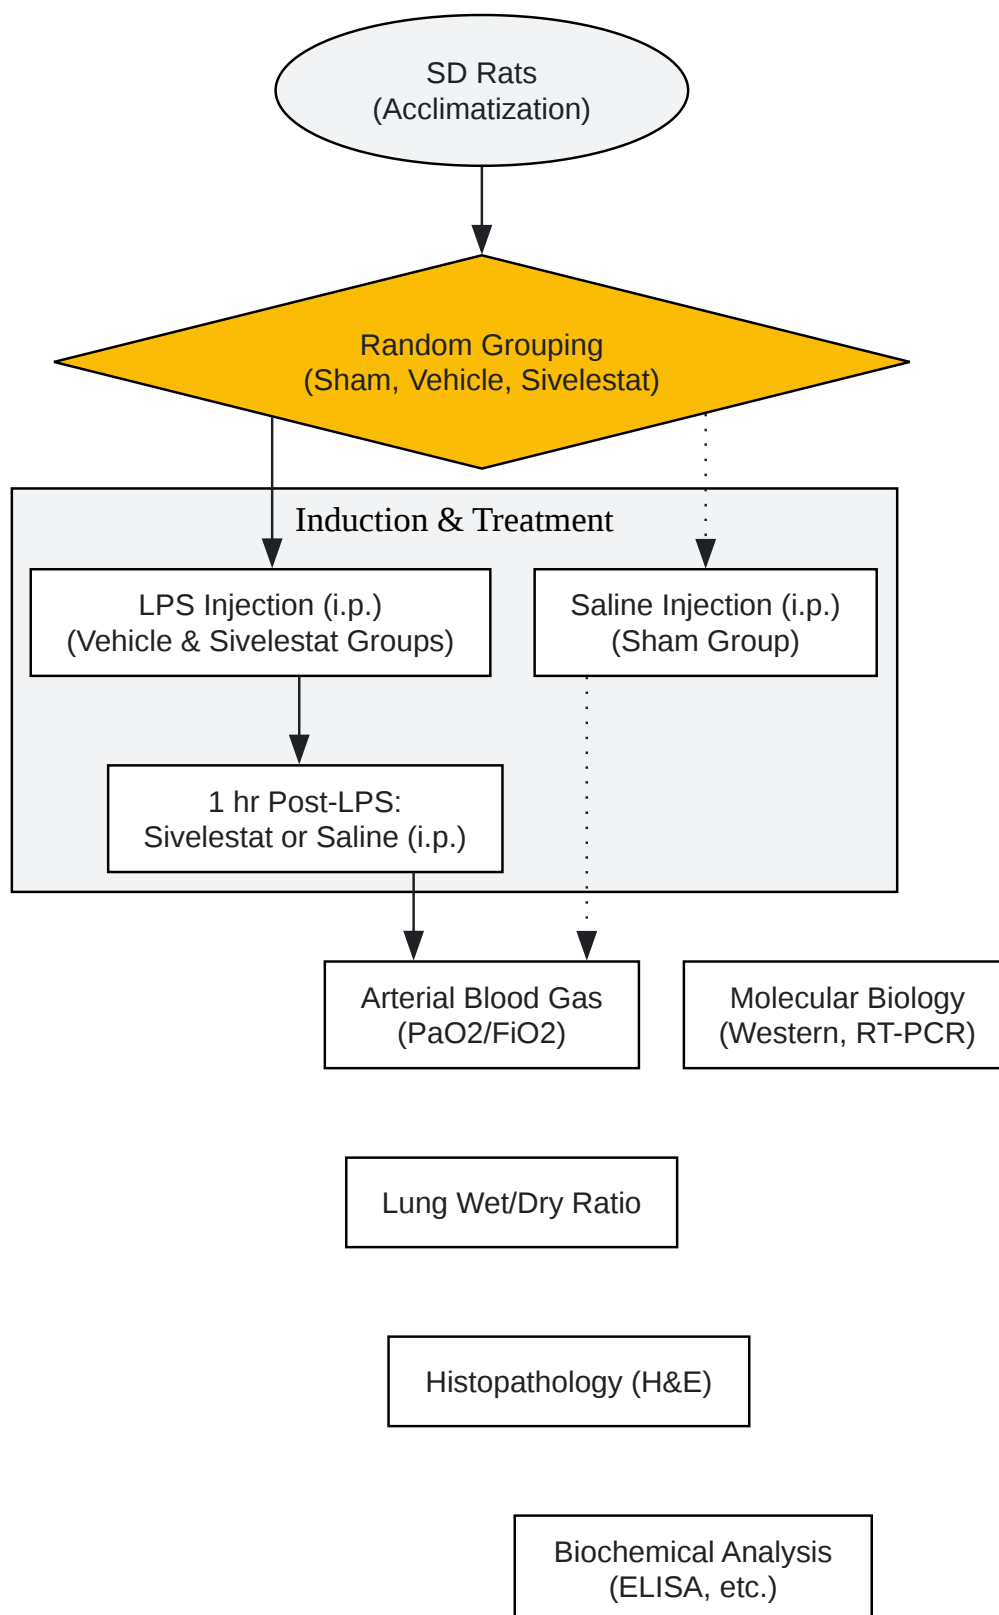 SD Rats
(Acclimatization)
Random Grouping
(Sham, Vehicle, Sivelestat)
Induction & Treatment
LPS Injection (i.p.)
(Vehicle & Sivelestat Groups)
Saline Injection (i.p.)
(Sham Group)
1 hr Post-LPS:
Sivelestat or Saline (i.p.)
Arterial Blood Gas
(PaO2/FiO2)
Molecular Biology
(Western, RT-PCR)
Lung Wet/Dry Ratio
Histopathology (H&E)
Biochemical Analysis
(ELISA, etc.)